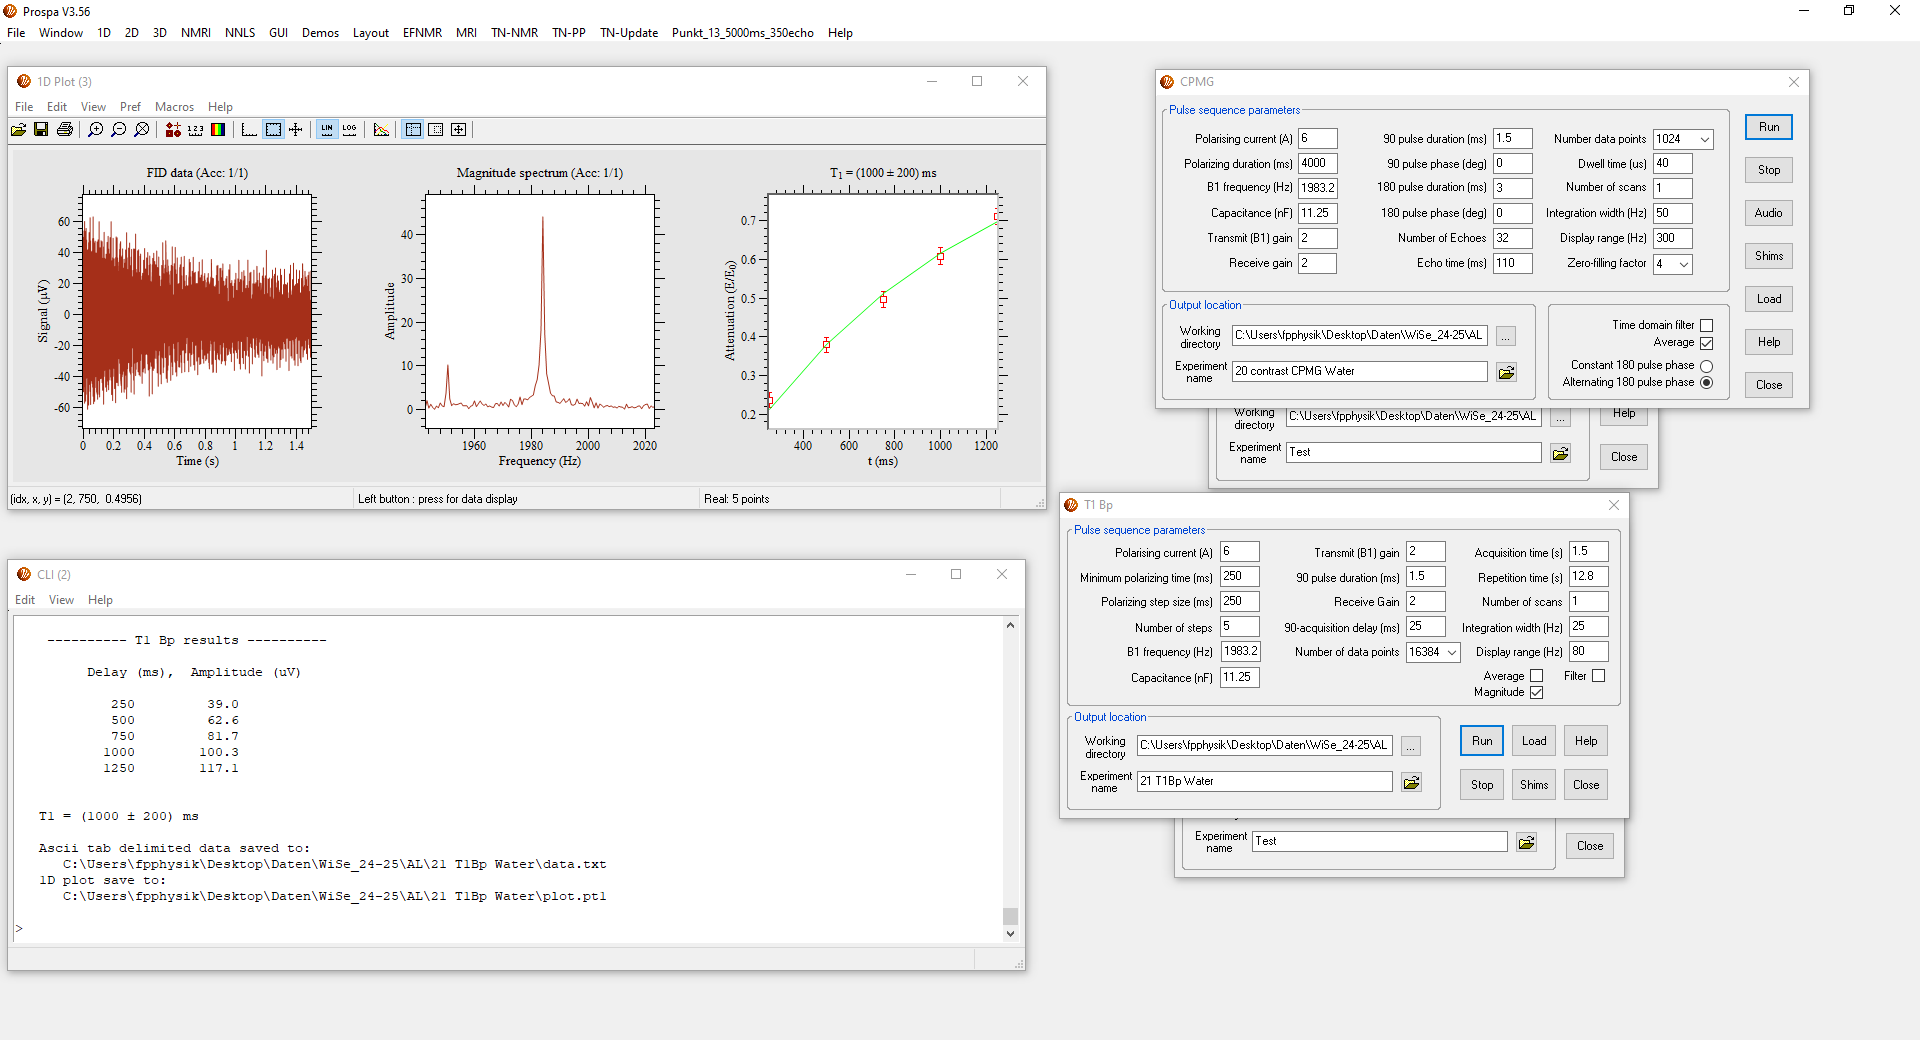 Prospa V3.56
File Window 1D 2D 3D NMRI NNLS GUI Demos Layout EFNMR MRI TN-NMR TN-PP TN-Update Punkt_13_5000ms_350echo Help
1D Plot (3)
File Edit View Pref Macros Help
1 2 3 LIN LOG
FID data (Acc: 1/1)
Signal (µV)
60
40
20
0
-20
-40
-60
0 0.2 0.4 0.6 0.8 1 1.2 1.4
Time (s)
Magnitude spectrum (Acc: 1/1)
Amplitude
40
30
20
10
0
1960 1980 2000 2020
Frequency (Hz)
T1 = (1000 ± 200) ms
Attenuation (E/E0)
0.7
0.6
0.5
0.4
0.3
0.2
400 600 800 1000 1200
t (ms)
(idx, x, y) = (2, 750, 0.4956) Left button : press for data display Real: 5 points
CLI (2)
Edit View Help
---------- T1 Bp results ----------
Delay (ms), Amplitude (uV)
250 39.0
500 62.6
750 81.7
1000 100.3
1250 117.1
T1 = (1000 ± 200) ms
Ascii tab delimited data saved to:
C:\Users\fpphysik\Desktop\Daten\WiSe_24-25\AL\21 T1Bp Water\data.txt
1D plot save to:
C:\Users\fpphysik\Desktop\Daten\WiSe_24-25\AL\21 T1Bp Water\plot.pt1
>
CPMG
Pulse sequence parameters
Polarising current (A) 6 90 pulse duration (ms) 1.5 Number data points 1024
Polarizing duration (ms) 4000 90 pulse phase (deg) 0 Dwell time (us) 40
B1 frequency (Hz) 1983.2 180 pulse duration (ms) 3 Number of scans 1
Capacitance (nF) 11.25 180 pulse phase (deg) 0 Integration width (Hz) 50
Transmit (B1) gain 2 Number of Echoes 32 Display range (Hz) 300
Receive gain 2 Echo time (ms) 110 Zero-filling factor 4
Run
Stop
Audio
Shims
Load
Help
Close
Output location
Working directory C:\Users\fpphysik\Desktop\Daten\WiSe_24-25\AL ...
Experiment name 20 contrast CPMG Water
Time domain filter
Average
Constant 180 pulse phase
Alternating 180 pulse phase
Working directory C:\Users\fpphysik\Desktop\Daten\WiSe_24-25\AL ... Help
Experiment name Test Close
T1 Bp
Pulse sequence parameters
Polarising current (A) 6 Transmit (B1) gain 2 Acquisition time (s) 1.5
Minimum polarizing time (ms) 250 90 pulse duration (ms) 1.5 Repetition time (s) 12.8
Polarizing step size (ms) 250 Receive Gain 2 Number of scans 1
Number of steps 5 90-acquisition delay (ms) 25 Integration width (Hz) 25
B1 frequency (Hz) 1983.2 Number of data points 16384 Display range (Hz) 80
Capacitance (nF) 11.25 Average Filter
Magnitude
Output location
Working directory C:\Users\fpphysik\Desktop\Daten\WiSe_24-25\AL ...
Experiment name 21 T1Bp Water
Run Load Help
Stop Shims Close
Experiment name Test Close